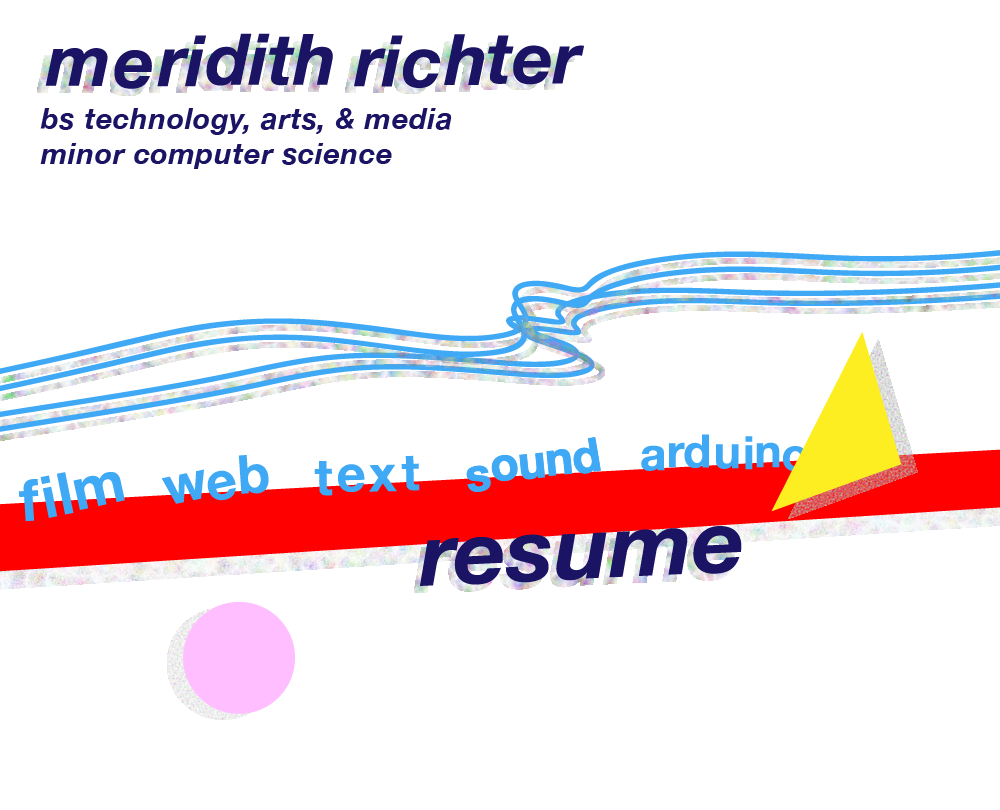 meridith richter
bs technology, arts, & media
minor computer science
film web text sound arduino
resume